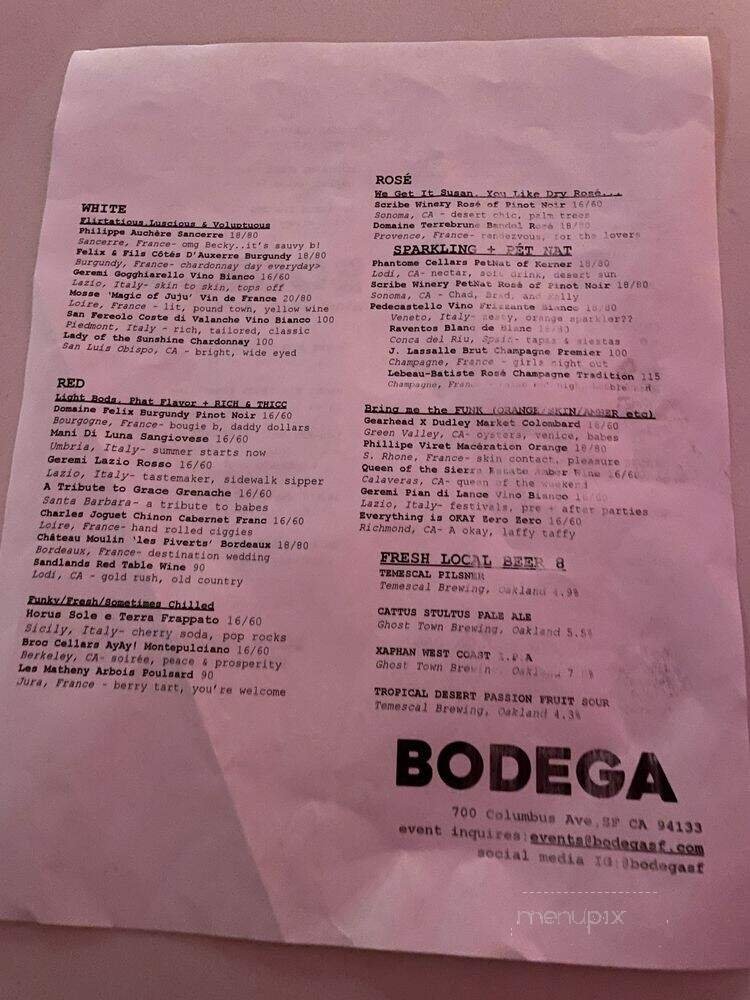 WHITE
Flirtatious, Luscious & Voluptuous
Philippe Auchère Sancerre 18/80
Sancerre, France- omg Becky..it's sauvy b!
Felix & Fils Côtés D'Auxerre Burgundy 18/80
Burgundy, France- chardonnay day everyday>
Geremi Gogghiarello Vino Bianco 16/60
Lazio, Italy- skin to skin, tops off
Mosse 'Magic of Juju' Vin de France 20/80
Loire, France - lit, pound town, yellow wine
San Fereolo Coste di Valanche Vino Bianco 100
Piedmont, Italy - rich, tailored, classic
Lady of the Sunshine Chardonnay 100
San Luis Obispo, CA - bright, wide eyed
RED
Light Bods, Phat Flavor + RICH & THICC
Domaine Felix Burgundy Pinot Noir 16/60
Bourgogne, France- bougie b, daddy dollars
Mani Di Luna Sangiovese 16/60
Umbria, Italy- summer starts now
Geremi Lazio Rosso 16/60
Lazio, Italy- tastemaker, sidewalk sipper
A Tribute to Grace Grenache 16/60
Santa Barbara- a tribute to babes
Charles Joguet Chinon Cabernet Franc 16/60
Loire, France- hand rolled ciggies
Château Moulin 'les Piverts' Bordeaux 18/80
Bordeaux, France- destination wedding
Sandlands Red Table Wine 90
Lodi, CA - gold rush, old country
Funky/Fresh/Sometimes Chilled
Horus Sole e Terra Frappato 16/60
Sicily, Italy- cherry soda, pop rocks
Broc Cellars AyAy! Montepulciano 16/60
Berkeley, CA- soirée, peace & prosperity
Les Matheny Arbois Poulsard 90
Jura, France - berry tart, you're welcome
ROSÉ
We Get It Susan. You Like Dry Rosé...
Scribe Winery Rosé of Pinot Noir 16/60
Sonoma, CA - desert chic, palm trees
Domaine Terrebrune Bandol Rosé 18/80
Provence, France- rendezvous, for the lovers
SPARKLING + PÉT NAT
Phantome Cellars PetNat of Kerner 18/80
Lodi, CA- nectar, soft drink, desert sun
Scribe Winery PetNat Rosé of Pinot Noir 18/80
Sonoma, CA - Chad, Brad, and
Pedecastello Vino Frizzante Bianco
Veneto, Italy- zesty, orange sparkler??
Raventos Blanc de Blanc
Conca del Riu, Spain- tapas & siestas
J. Lassalle Brut Champagne Premier 100
Champagne, France - girls night out
Lebeau-Batiste Rosé Champagne Tradition 115
Champagne,
Bring me the FUNK (ORANGE/SKIN/AMBER etc)
Gearhead X Dudley Market Colombard 16/60
Green Valley, CA- oysters, venice, babes
Phillipe Viret Macération Orange 18/80
S. Rhone, France- skin contact, pleasure
Queen of the Sierra Estate Amber Wine 16/60
Calaveras, CA- queen of the weekend
Geremi Pian di Lance Vino Bianco
Lazio, Italy- festivals, pre + after parties
Everything is OKAY Zero Zero 16/60
Richmond, CA- A okay, laffy taffy
FRESH LOCAL BEER 8
TEMESCAL PILSNER
Temescal Brewing, Oakland 4.9%
CATTUS STULTUS PALE ALE
Ghost Town Brewing, Oakland 5.5%
XAPHAN WEST COAST I.P.A
Ghost Town Brewing, Oakland
TROPICAL DESERT PASSION FRUIT SOUR
Temescal Brewing, Oakland 4.3%
BODEGA
700 Columbus Ave, SF CA 94133
event inquires:events@bodegasf.com
social media IG:@bodegasf
menupix